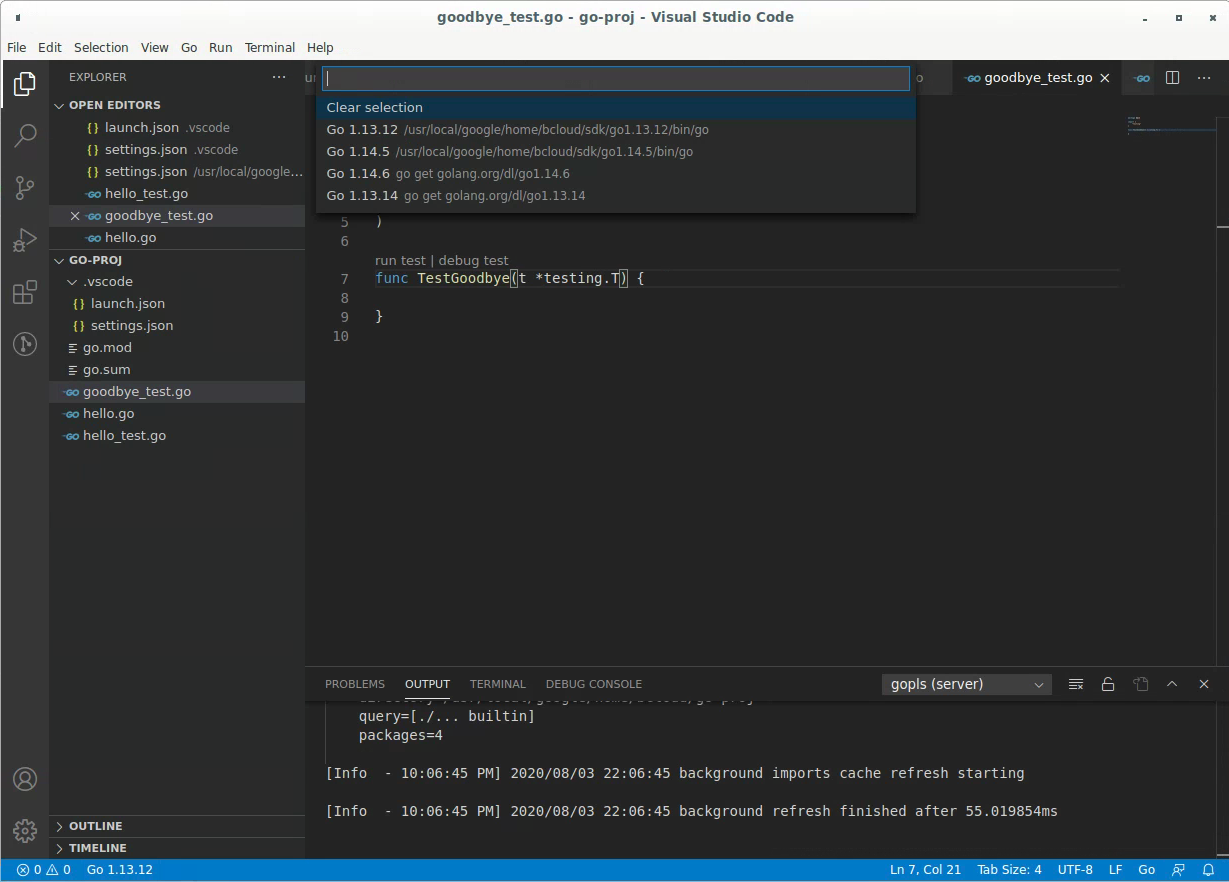 goodbye_test.go - go-proj - Visual Studio Code
File Edit Selection View Go Run Terminal Help
EXPLORER ···
OPEN EDITORS
{} launch.json .vscode
{} settings.json .vscode
{} settings.json /usr/local/google...
GO hello_test.go
GO goodbye_test.go
GO hello.go
GO-PROJ
.vscode
{} launch.json
{} settings.json
go.mod
go.sum
GO goodbye_test.go
GO hello.go
GO hello_test.go
OUTLINE
TIMELINE
GO goodbye_test.go
GO
Clear selection
Go 1.13.12 /usr/local/google/home/bcloud/sdk/go1.13.12/bin/go
Go 1.14.5 /usr/local/google/home/bcloud/sdk/go1.14.5/bin/go
Go 1.14.6 go get golang.org/dl/go1.14.6
Go 1.13.14 go get golang.org/dl/go1.13.14
5 )
6
run test | debug test
7 func TestGoodbye(t *testing.T) {
8
9 }
10
PROBLEMS OUTPUT TERMINAL DEBUG CONSOLE gopls (server)
query=[./... builtin]
packages=4
[Info  - 10:06:45 PM] 2020/08/03 22:06:45 background imports cache refresh starting
[Info  - 10:06:45 PM] 2020/08/03 22:06:45 background refresh finished after 55.019854ms
0 0 Go 1.13.12 Ln 7, Col 21 Tab Size: 4 UTF-8 LF Go